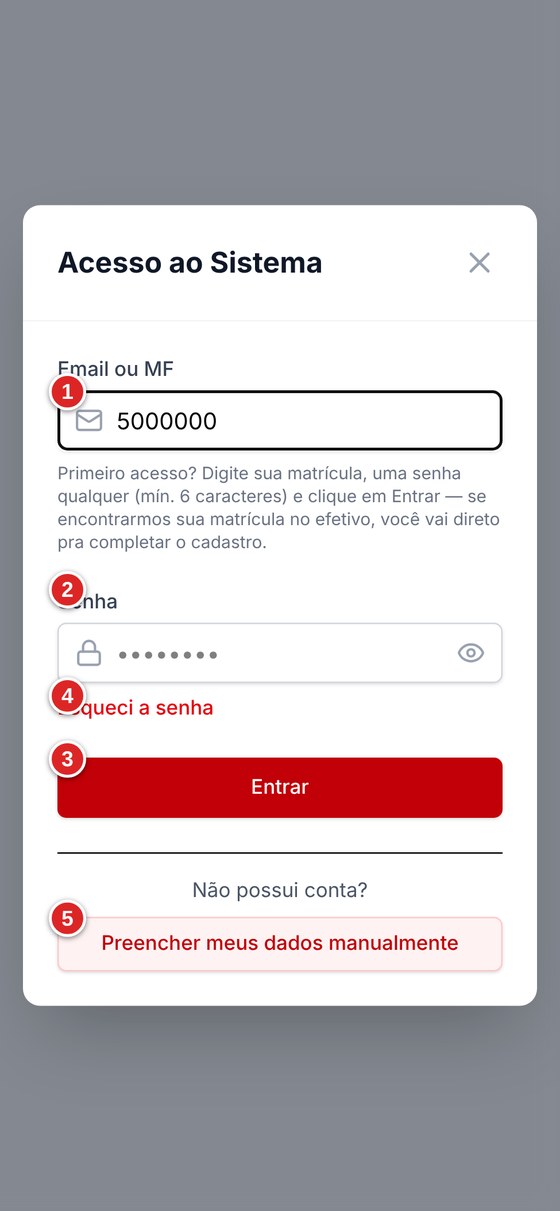 Acesso ao Sistema
Email ou MF
1
5000000
Primeiro acesso? Digite sua matrícula, uma senha
qualquer (mín. 6 caracteres) e clique em Entrar — se
encontrarmos sua matrícula no efetivo, você vai direto
pra completar o cadastro.
2
Senha
4
Esqueci a senha
3
Entrar
Não possui conta?
5
Preencher meus dados manualmente